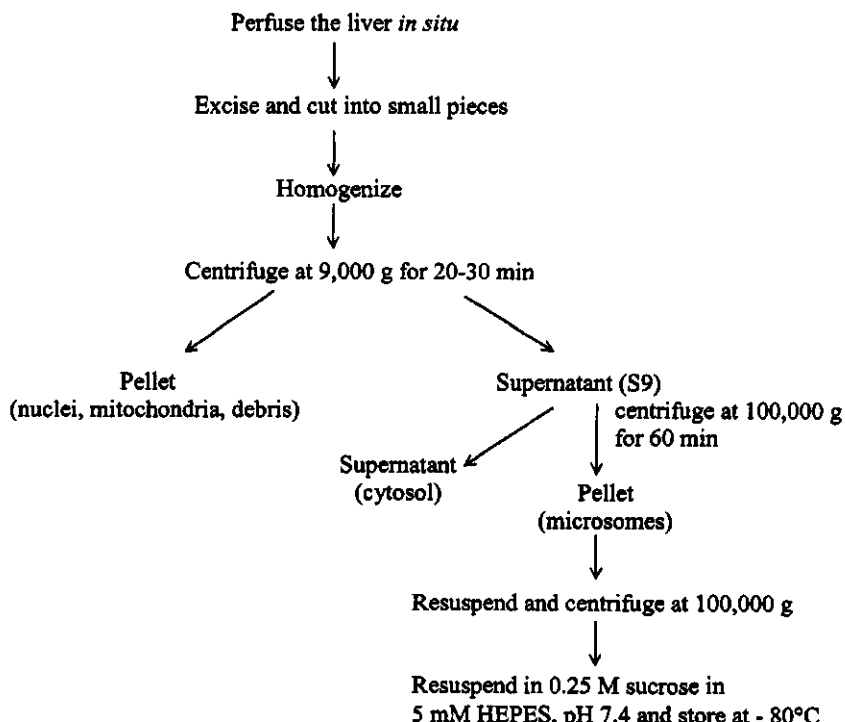 Perfuse the liver in situ
Excise and cut into small pieces
Homogenize
Centrifuge at 9,000 g for 20-30 min
Pellet
(nuclei, mitochondria, debris)
Supernatant (S9)
centrifuge at 100,000 g
for 60 min
Supernatant
(cytosol)
Pellet
(microsomes)
Resuspend and centrifuge at 100,000 g
Resuspend in 0.25 M sucrose in
5 mM HEPES, pH 7.4 and store at - 80°C